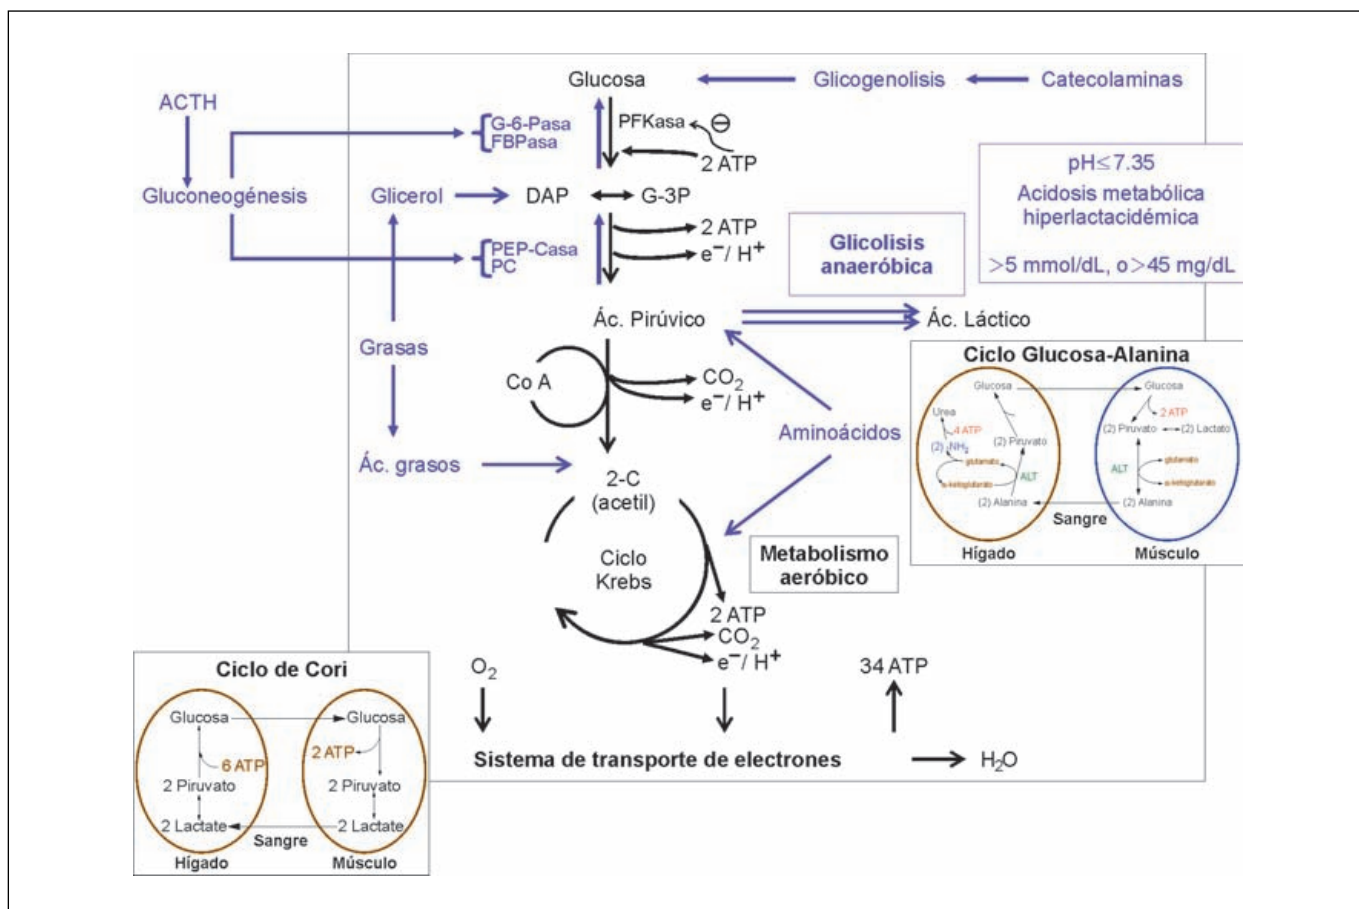 Glucosa
Glicogenolisis
Catecolaminas
ACTH
G-6-Pasa
FBPasa
PFKasa
⊖
2 ATP
Gluconeogénesis
Glicerol
DAP
G-3P
pH≤7.35
Acidosis metabólica
hiperlactacidémica
>5 mmol/dL, o>45 mg/dL
2 ATP
e⁻/ H⁺
PEP-Casa
PC
Glicolisis
anaeróbica
Ác. Pirúvico
Ác. Láctico
Grasas
Co A
CO₂
e⁻/ H⁺
Aminoácidos
Ác. grasos
2-C
(acetil)
Ciclo
Krebs
Metabolismo
aeróbico
2 ATP
CO₂
e⁻/ H⁺
O₂
34 ATP
Sistema de transporte de electrones
H₂O
Ciclo Glucosa-Alanina
Glucosa
Glucosa
Urea
4 ATP
(2) NH₂
(2) Piruvato
glutamato
α-ketoglutarato
ALT
(2) Alanina
2 ATP
(2) Piruvato
(2) Lactato
ALT
glutamato
α-ketoglutarato
(2) Alanina
Sangre
Hígado
Músculo
Ciclo de Cori
Glucosa
Glucosa
6 ATP
2 ATP
2 Piruvato
2 Piruvato
2 Lactate
2 Lactate
Sangre
Hígado
Músculo